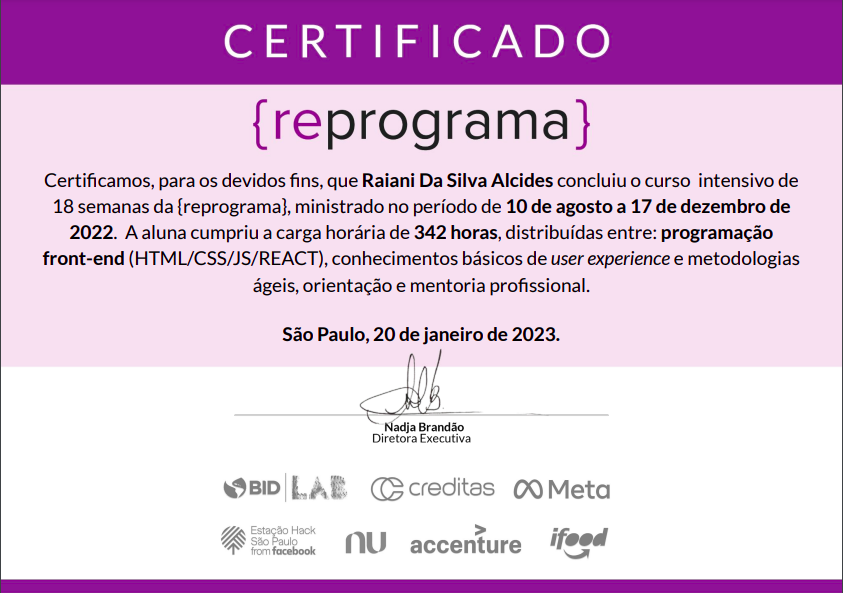 CERTIFICADO
{reprograma}
Certificamos, para os devidos fins, que Raiani Da Silva Alcides concluiu o curso intensivo de
18 semanas da {reprograma}, ministrado no período de 10 de agosto a 17 de dezembro de
2022. A aluna cumpriu a carga horária de 342 horas, distribuídas entre: programação
front-end (HTML/CSS/JS/REACT), conhecimentos básicos de user experience e metodologias
ágeis, orientação e mentoria profissional.
São Paulo, 20 de janeiro de 2023.
Nadja Brandão
Diretora Executiva
BID LAB creditas Meta
Estação Hack
São Paulo
from facebook
nu accenture ifood